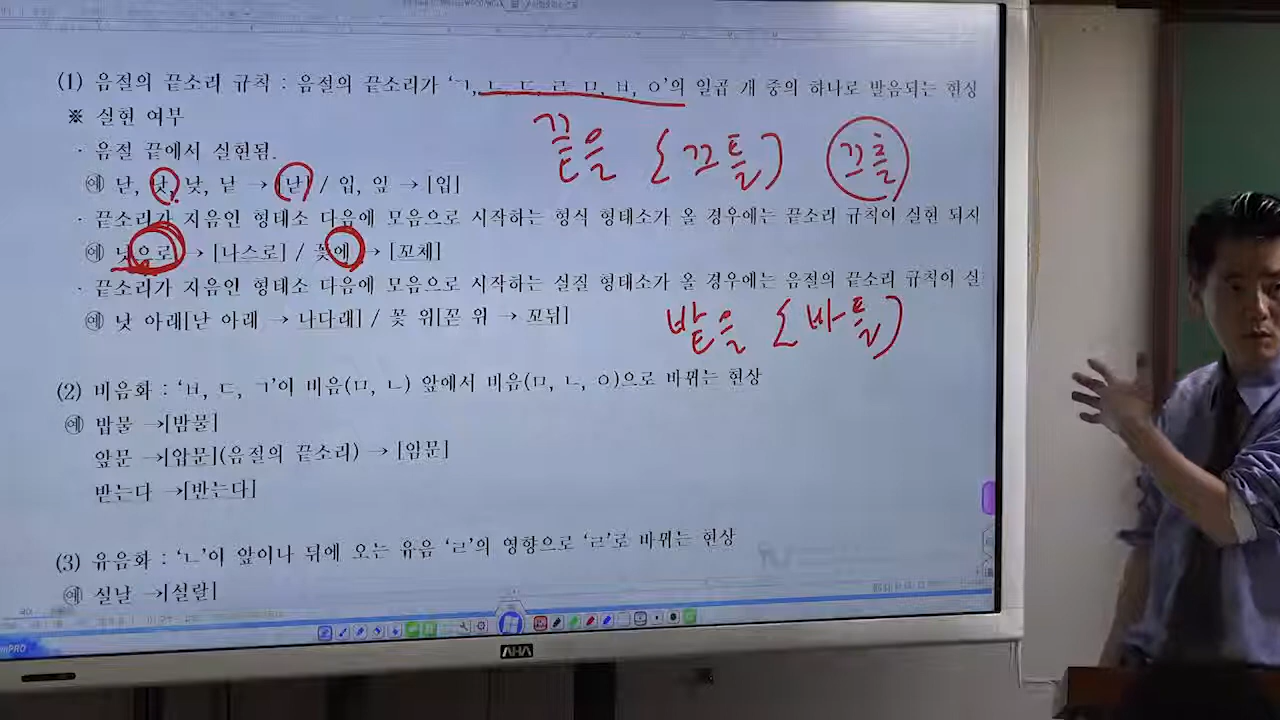 (1) 음절의 끝소리 규칙 : 음절의 끝소리가 ‘ㄱ, ㄴ, ㄷ, ㄹ, ㅁ, ㅂ, ㅇ’의 일곱 개 중의 하나로 발음되는 현상
끝을 [끄틀] 끄츨
※ 실현 여부
· 음절 끝에서 실현됨.
예 낟, 낫, 낮, 낱 → [낟] / 입, 잎 → [입]
· 끝소리가 자음인 형태소 다음에 모음으로 시작하는 형식 형태소가 올 경우에는 끝소리 규칙이 실현 되지
예 낫으로 → [나스로] / 꽃에 → [꼬체]
· 끝소리가 자음인 형태소 다음에 모음으로 시작하는 실질 형태소가 올 경우에는 음절의 끝소리 규칙이 실
예 낫 아래[낟 아래 → 나다래] / 꽃 위[꼳 위 → 꼬뒤]
밭을 [바틀]
(2) 비음화 : ‘ㅂ, ㄷ, ㄱ’이 비음(ㅁ, ㄴ) 앞에서 비음(ㅁ, ㄴ, ㅇ)으로 바뀌는 현상
예 밥물 →[밤물]
앞문 →[압문](음절의 끝소리) → [암문]
받는다 →[반는다]
(3) 유음화 : ‘ㄴ’이 앞이나 뒤에 오는 유음 ‘ㄹ’의 영향으로 ‘ㄹ’로 바뀌는 현상
예 설날 →[설랄]
mPRO
AHA